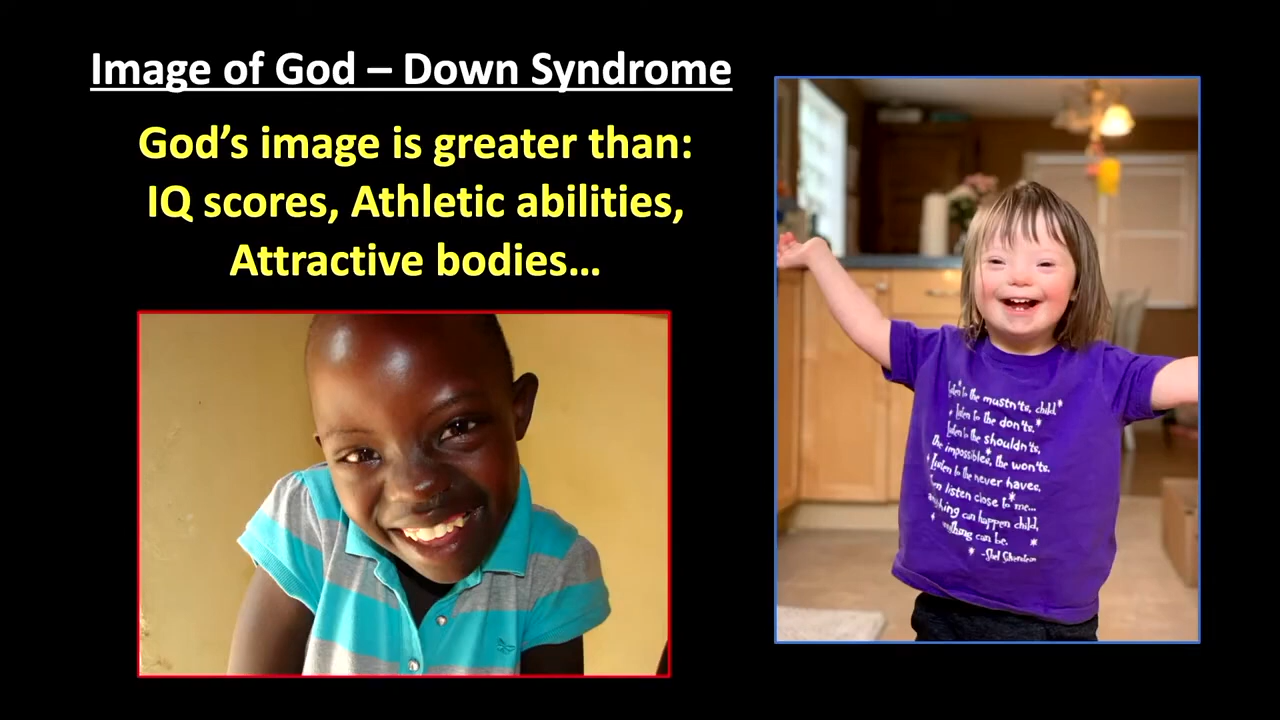 Image of God – Down Syndrome
God’s image is greater than:
IQ scores, Athletic abilities,
Attractive bodies...
Listen to the mustn'ts, child
Listen to the don'ts.
Listen to the shouldn'ts,
the impossibles, the won'ts.
Listen to the never haves,
listen close to me...
can happen child,
can be.
-Shel